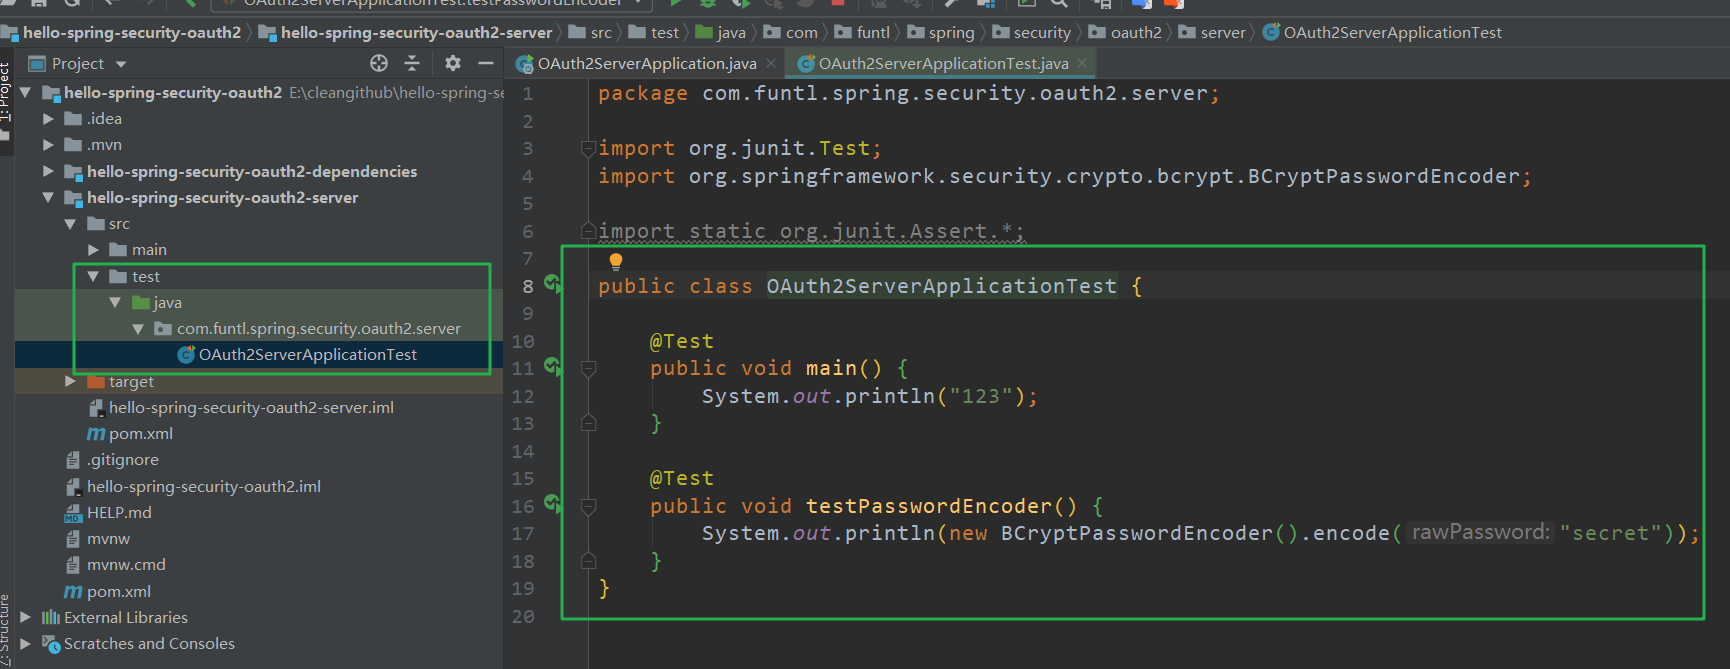 OAuth2ServerApplicationTest.testPasswordEncoder
hello-spring-security-oauth2 hello-spring-security-oauth2-server src test java com funtl spring security oauth2 server OAuth2ServerApplicationTest
1: Project
Project
OAuth2ServerApplication.java
OAuth2ServerApplicationTest.java
hello-spring-security-oauth2 E:\cleangithub\hello-spring-se
.idea
.mvn
hello-spring-security-oauth2-dependencies
hello-spring-security-oauth2-server
src
main
test
java
com.funtl.spring.security.oauth2.server
OAuth2ServerApplicationTest
target
hello-spring-security-oauth2-server.iml
pom.xml
.gitignore
hello-spring-security-oauth2.iml
HELP.md
mvnw
mvnw.cmd
pom.xml
External Libraries
Scratches and Consoles
7: Structure
1 package com.funtl.spring.security.oauth2.server;
2
3 import org.junit.Test;
4 import org.springframework.security.crypto.bcrypt.BCryptPasswordEncoder;
5
6 import static org.junit.Assert.*;
7
8 public class OAuth2ServerApplicationTest {
9
10 @Test
11 public void main() {
12 System.out.println("123");
13 }
14
15 @Test
16 public void testPasswordEncoder() {
17 System.out.println(new BCryptPasswordEncoder().encode( rawPassword: "secret"));
18 }
19 }
20